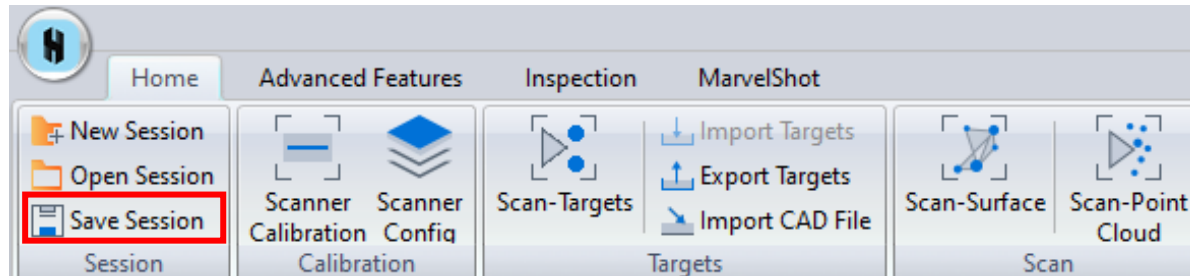 H
Home
Advanced Features
Inspection
MarvelShot
New Session
Open Session
Save Session
Session
Scanner
Calibration
Scanner
Config
Calibration
Scan-Targets
Import Targets
Export Targets
Import CAD File
Targets
Scan-Surface
Scan-Point
Cloud
Scan